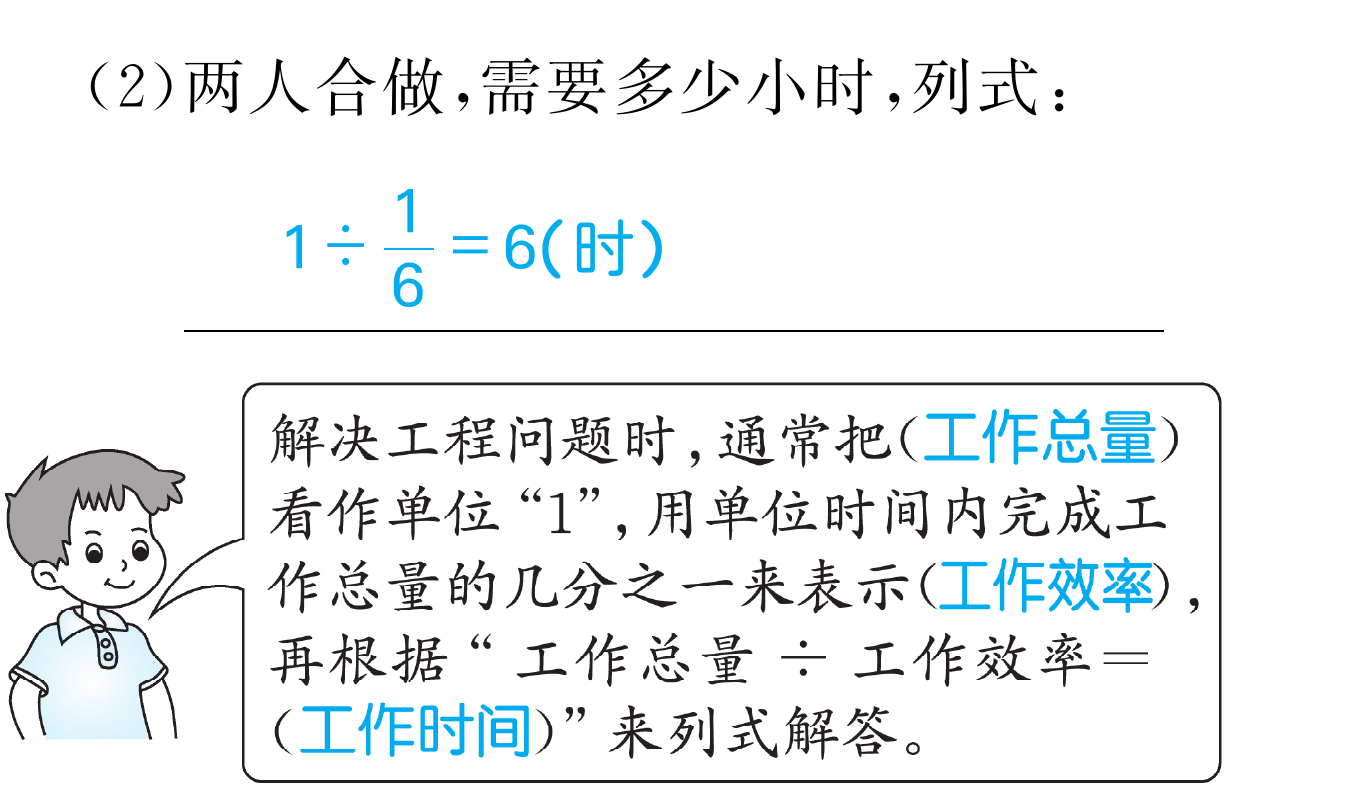 （2）两人合做，需要多少小时，列式：
1÷1/6＝6（时）
解决工程问题时，通常把（工作总量）
看作单位“1”，用单位时间内完成工
作总量的几分之一来表示（工作效率），
再根据“工作总量÷工作效率＝
（工作时间）”来列式解答。